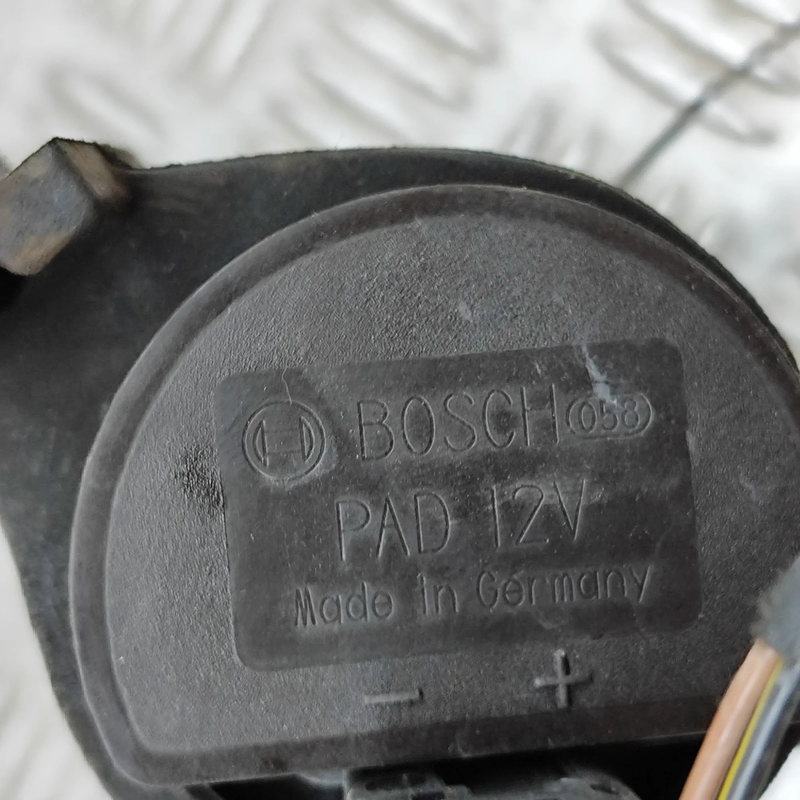 BOSCH 058
PAD 12V
Made in Germany
- +